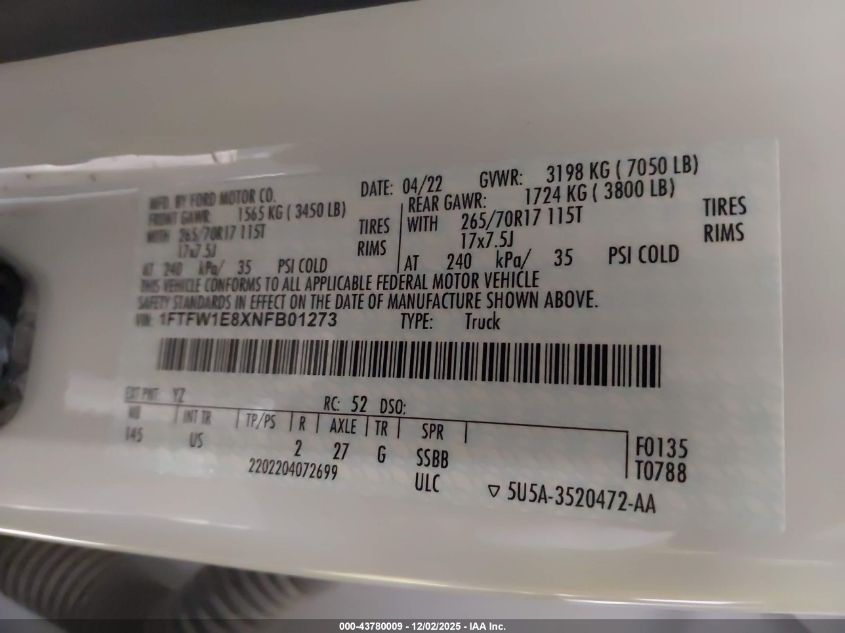 MFD. BY FORD MOTOR CO.
DATE: 04/22 GVWR: 3198 KG ( 7050 LB)
FRONT GAWR: 1565 KG ( 3450 LB) REAR GAWR: 1724 KG ( 3800 LB)
WITH 265/70R17 115T TIRES WITH 265/70R17 115T TIRES
17x7.5J RIMS 17x7.5J RIMS
AT 240 kPa/ 35 PSI COLD AT 240 kPa/ 35 PSI COLD
THIS VEHICLE CONFORMS TO ALL APPLICABLE FEDERAL MOTOR VEHICLE
SAFETY STANDARDS IN EFFECT ON THE DATE OF MANUFACTURE SHOWN ABOVE.
VIN: 1FTFW1E8XNFB01273 TYPE: Truck
EXT PNT: YZ RC: 52 DSO:
WB INT TR TP/PS R AXLE TR SPR F0135
145 US 2 27 G SSBB T0788
2202204072699 ULC ▽ 5U5A-3520472-AA
000-43780009 - 12/02/2025 - IAA Inc.